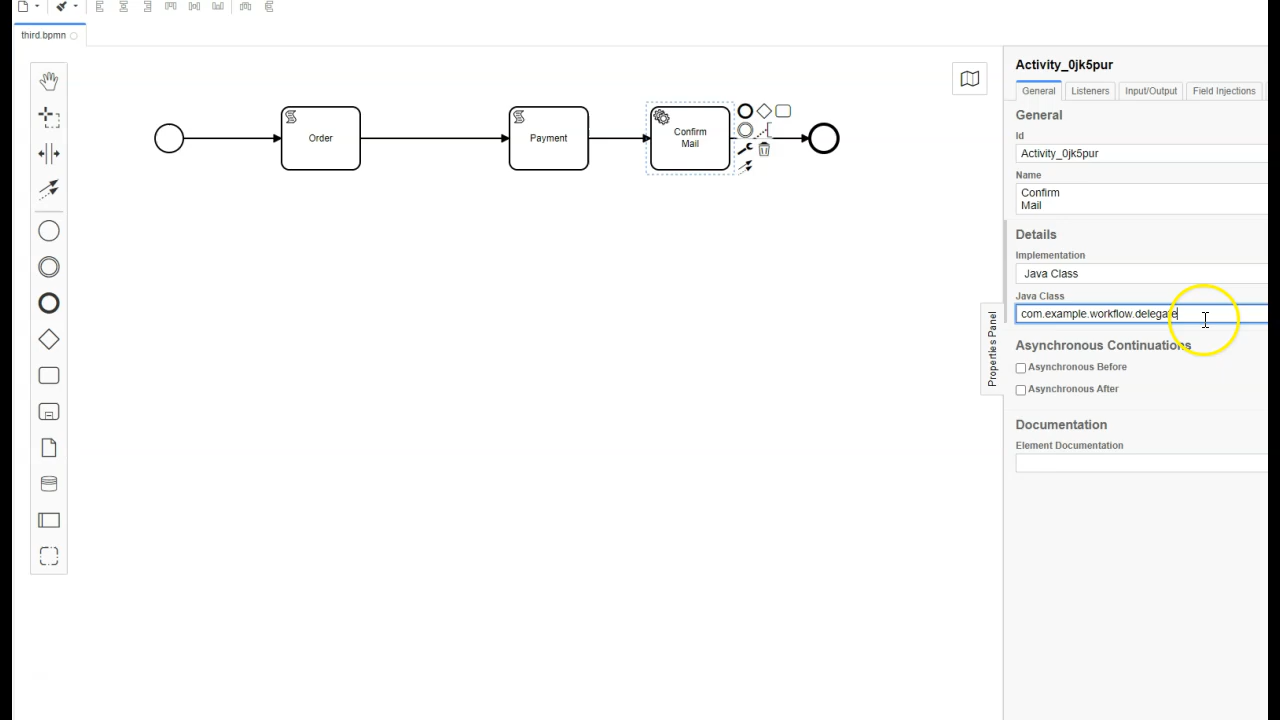 third.bpmn
Activity_0jk5pur
General
Listeners
Input/Output
Field Injections
General
Id
Activity_0jk5pur
Name
Confirm
Mail
Details
Implementation
Java Class
Java Class
com.example.workflow.delegate
Asynchronous Continuations
Asynchronous Before
Asynchronous After
Documentation
Element Documentation
Properties Panel
Order
Payment
Confirm
Mail